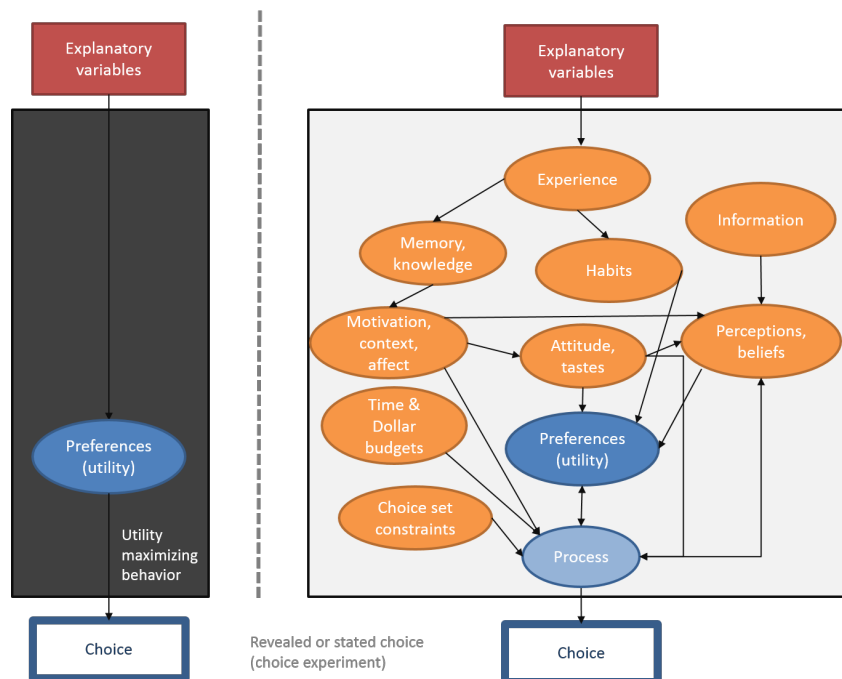 Explanatory
variables
Preferences
(utility)
Utility
maximizing
behavior
Choice
Revealed or stated choice
(choice experiment)
Explanatory
variables
Experience
Information
Memory,
knowledge
Habits
Motivation,
context,
affect
Attitude,
tastes
Perceptions,
beliefs
Time &
Dollar
budgets
Preferences
(utility)
Choice set
constraints
Process
Choice